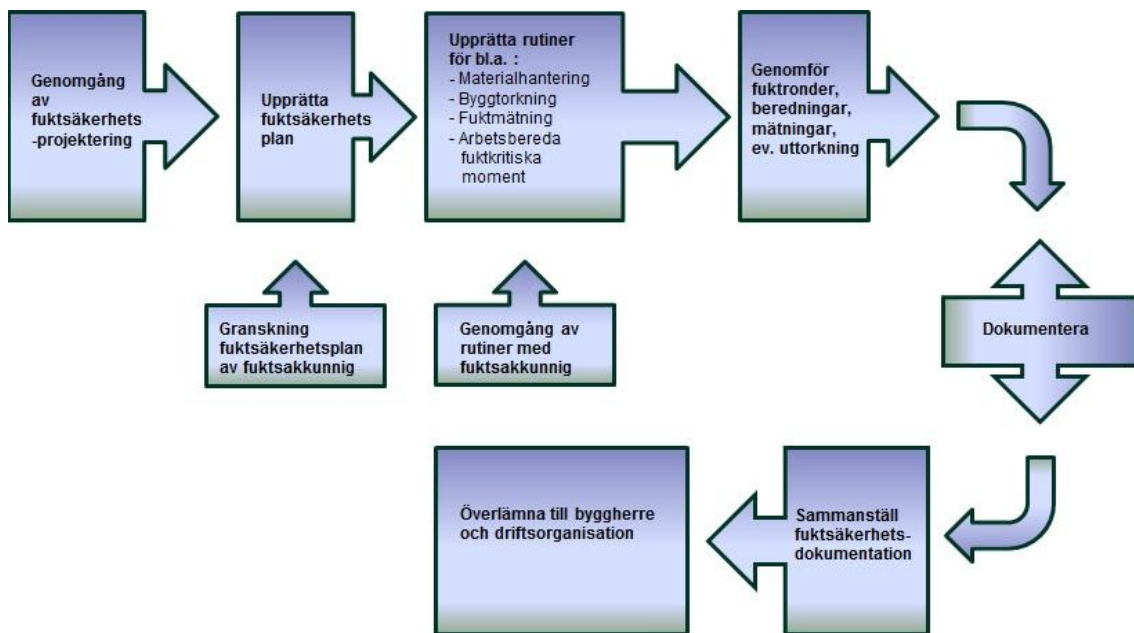 Genomgång
av
fuktsäkerhets
-projektering
Upprätta
fuktsäkerhets
plan
Upprätta rutiner
för bl.a. :
- Materialhantering
- Byggtorkning
- Fuktmätning
- Arbetsbereda
fuktkritiska
moment
Genomför
fuktronder,
beredningar,
mätningar,
ev. uttorkning
Granskning
fuktsäkerhetsplan
av fuktsakkunnig
Genomgång av
rutiner med
fuktsakkunnig
Dokumentera
Överlämna till byggherre
och driftsorganisation
Sammanställ
fuktsäkerhets-
dokumentation